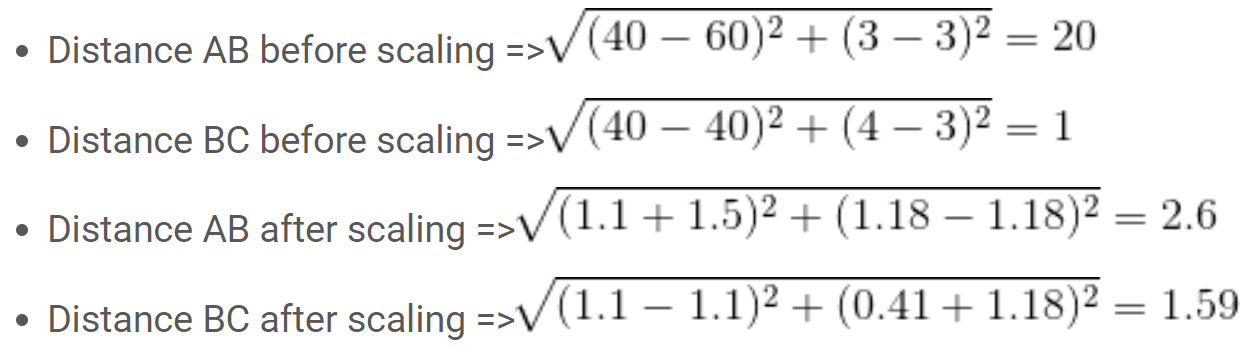 • Distance AB before scaling =>√(40 − 60)² + (3 − 3)² = 20
• Distance BC before scaling =>√(40 − 40)² + (4 − 3)² = 1
• Distance AB after scaling =>√(1.1 + 1.5)² + (1.18 − 1.18)² = 2.6
• Distance BC after scaling =>√(1.1 − 1.1)² + (0.41 + 1.18)² = 1.59